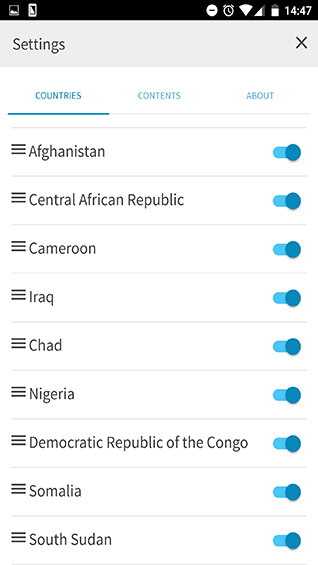 14:47
Settings
COUNTRIES CONTENTS ABOUT
Afghanistan
Central African Republic
Cameroon
Iraq
Chad
Nigeria
Democratic Republic of the Congo
Somalia
South Sudan